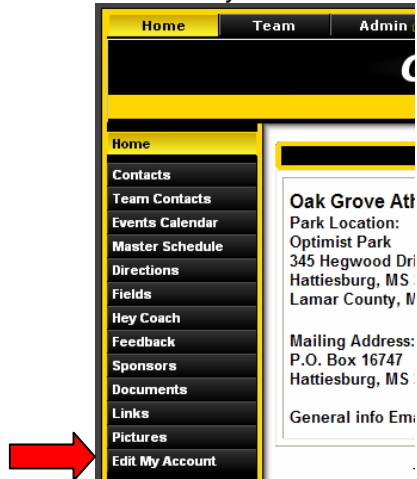 Home Team Admin
Home
Contacts
Team Contacts
Events Calendar
Master Schedule
Directions
Fields
Hey Coach
Feedback
Sponsors
Documents
Links
Pictures
Edit My Account
Oak Grove Ath
Park Location:
Optimist Park
345 Hegwood Dri
Hattiesburg, MS
Lamar County, M
Mailing Address:
P.O. Box 16747
Hattiesburg, MS
General info Ema